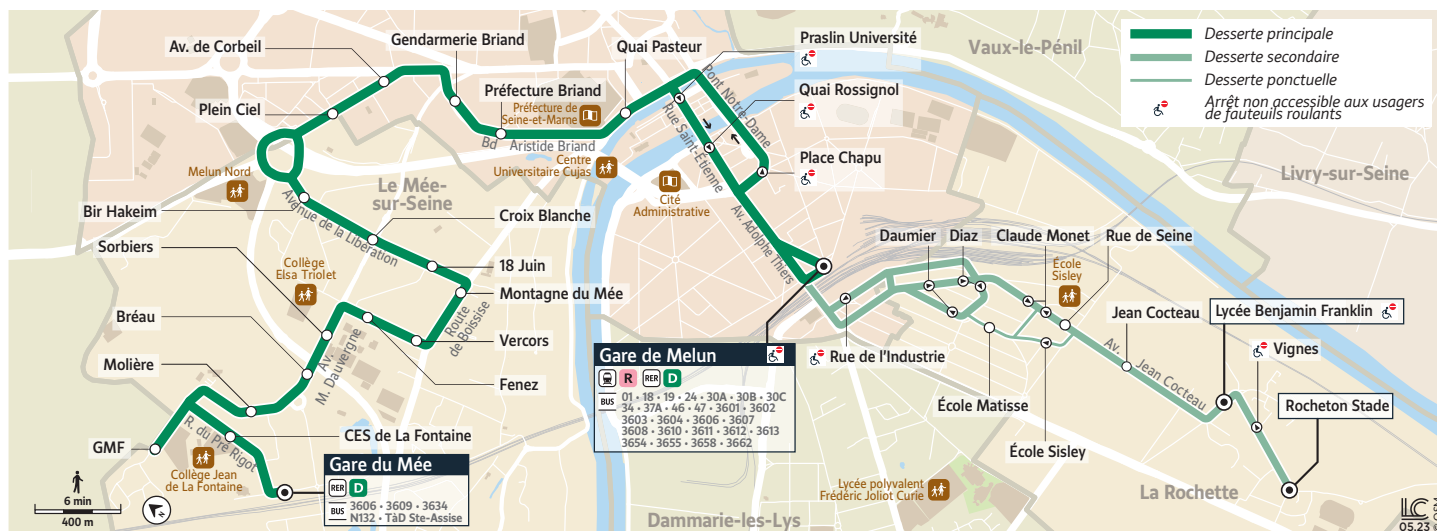 Desserte principale
Desserte secondaire
Desserte ponctuelle
Arrêt non accessible aux usagers
de fauteuils roulants
Vaux-le-Pénil
Livry-sur-Seine
Av. de Corbeil
Gendarmerie Briand
Quai Pasteur
Praslin Université
Plein Ciel
Préfecture Briand
Préfecture de
Seine-et-Marne
Bd
Aristide Briand
Pont Notre-Dame
Quai Rossignol
Rue Saint-Étienne
Place Chapu
Centre
Universitaire Cujas
Cité
Administrative
Melun Nord
Le Mée-
sur-Seine
Bir Hakeim
Avenue de la Libération
Croix Blanche
Av. Adolphe Thiers
Sorbiers
Collège
Elsa Triolet
18 Juin
Montagne du Mée
Route
de Boissise
Bréau
Vercors
Av.
M. Dauvergne
Molière
Fenez
GMF
R. du Pré Rigot
CES de La Fontaine
Collège Jean
de La Fontaine
Gare du Mée
RER D
BUS
3606 • 3609 • 3634
N132 • TàD Ste-Assise
Gare de Melun
R RER D
BUS
01 • 18 • 19 • 24 • 30A • 30B • 30C
34 • 37A • 46 • 47 • 3601 • 3602
3603 • 3604 • 3606 • 3607
3608 • 3610 • 3611 • 3612 • 3613
3654 • 3655 • 3658 • 3662
Daumier
Diaz
Claude Monet
Rue de Seine
École
Sisley
Rue de l'Industrie
École Matisse
École Sisley
Jean Cocteau
Av.
Jean Cocteau
Lycée Benjamin Franklin
Vignes
Rocheton Stade
La Rochette
Lycée polyvalent
Frédéric Joliot Curie
Dammarie-les-Lys
6 min
400 m
05.23